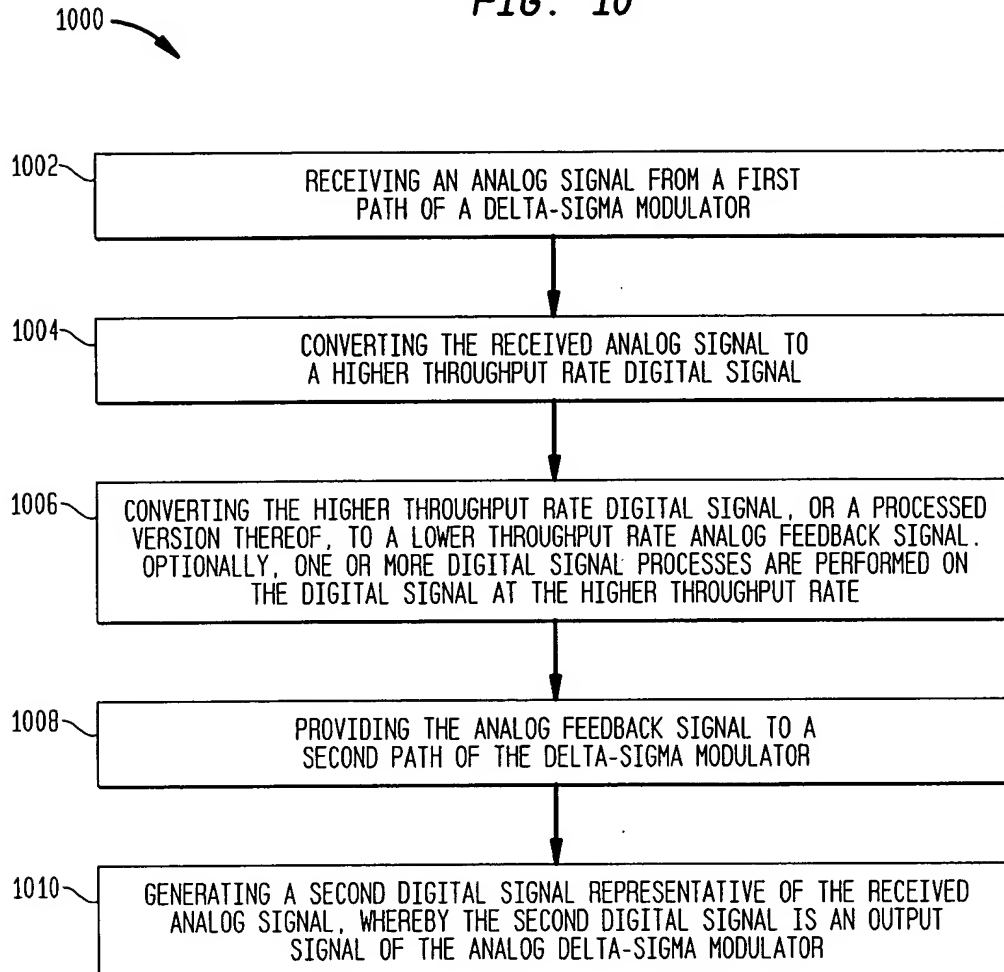 FIG. 10
1000
1002
RECEIVING AN ANALOG SIGNAL FROM A FIRST
PATH OF A DELTA-SIGMA MODULATOR
1004
CONVERTING THE RECEIVED ANALOG SIGNAL TO
A HIGHER THROUGHPUT RATE DIGITAL SIGNAL
1006
CONVERTING THE HIGHER THROUGHPUT RATE DIGITAL SIGNAL, OR A PROCESSED
VERSION THEREOF, TO A LOWER THROUGHPUT RATE ANALOG FEEDBACK SIGNAL.
OPTIONALLY, ONE OR MORE DIGITAL SIGNAL PROCESSES ARE PERFORMED ON
THE DIGITAL SIGNAL AT THE HIGHER THROUGHPUT RATE
1008
PROVIDING THE ANALOG FEEDBACK SIGNAL TO A
SECOND PATH OF THE DELTA-SIGMA MODULATOR
1010
GENERATING A SECOND DIGITAL SIGNAL REPRESENTATIVE OF THE RECEIVED
ANALOG SIGNAL, WHEREBY THE SECOND DIGITAL SIGNAL IS AN OUTPUT
SIGNAL OF THE ANALOG DELTA-SIGMA MODULATOR